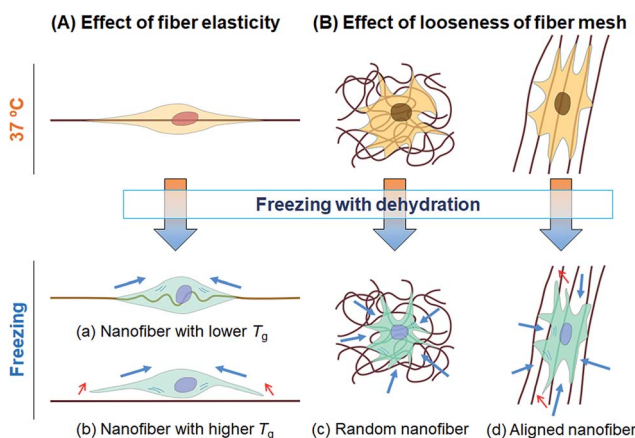 (A) Effect of fiber elasticity
(B) Effect of looseness of fiber mesh
37 ºC
Freezing with dehydration
Freezing
(a) Nanofiber with lower Tg
(b) Nanofiber with higher Tg
(c) Random nanofiber
(d) Aligned nanofiber